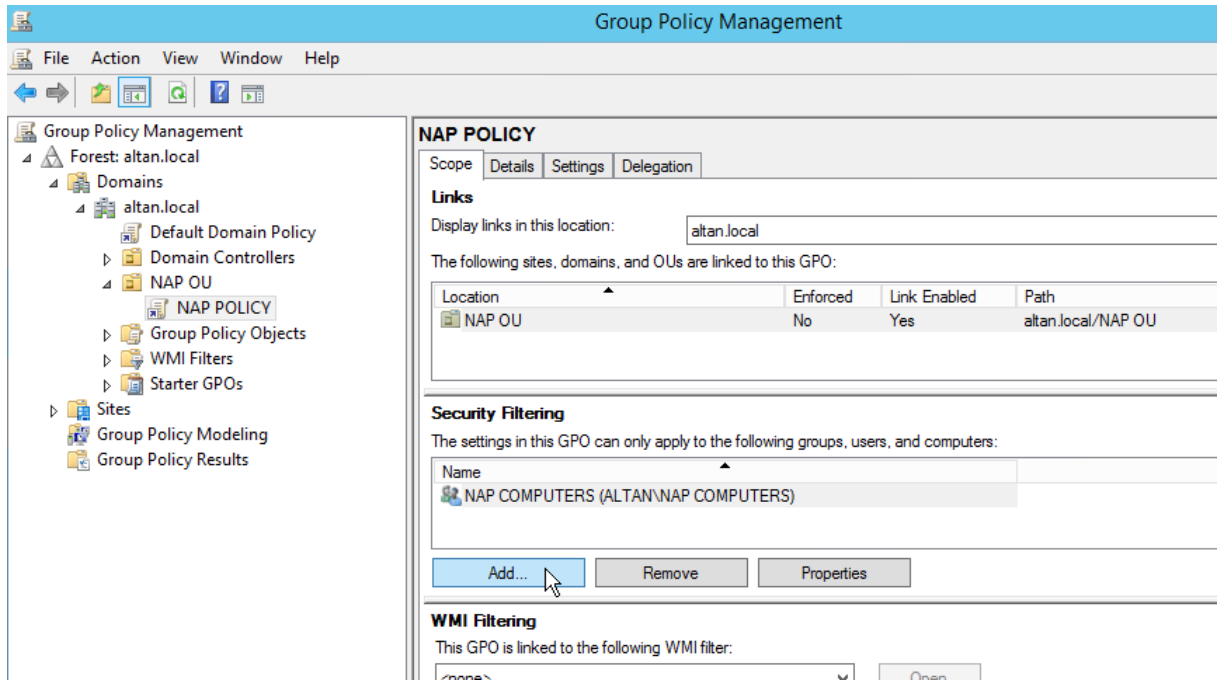 Group Policy Management
File Action View Window Help
Group Policy Management
Forest: altan.local
Domains
altan.local
Default Domain Policy
Domain Controllers
NAP OU
NAP POLICY
Group Policy Objects
WMI Filters
Starter GPOs
Sites
Group Policy Modeling
Group Policy Results
NAP POLICY
Scope Details Settings Delegation
Links
Display links in this location: altan.local
The following sites, domains, and OUs are linked to this GPO:
Location Enforced Link Enabled Path
NAP OU No Yes altan.local/NAP OU
Security Filtering
The settings in this GPO can only apply to the following groups, users, and computers:
Name
NAP COMPUTERS (ALTAN\NAP COMPUTERS)
Add... Remove Properties
WMI Filtering
This GPO is linked to the following WMI filter:
<none> Open